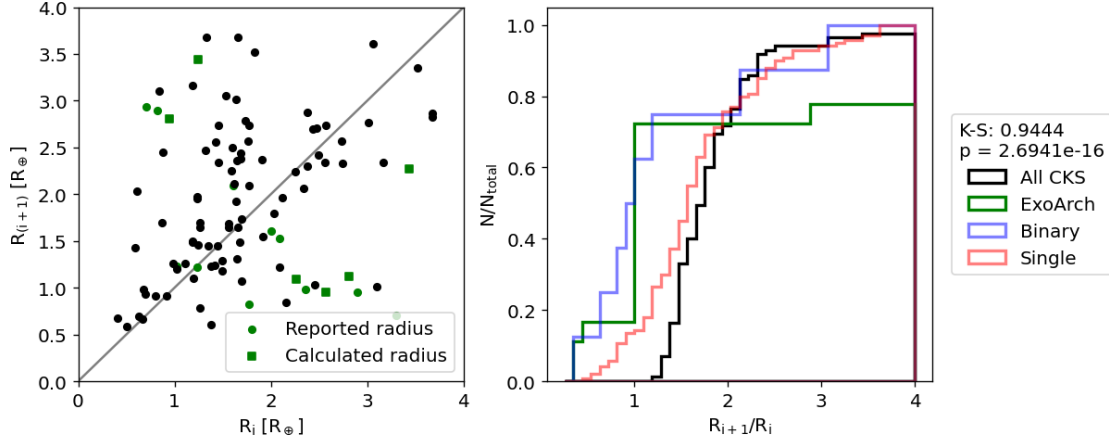 4.0
3.5
3.0
2.5
2.0
1.5
1.0
0.5
0.0
R(i+1) [R⊕]
0
1
2
3
4
Ri [R⊕]
Reported radius
Calculated radius
1.0
0.8
0.6
0.4
0.2
0.0
N/Ntotal
1
2
3
4
Ri+1/Ri
K-S: 0.9444
p = 2.6941e-16
All CKS
ExoArch
Binary
Single